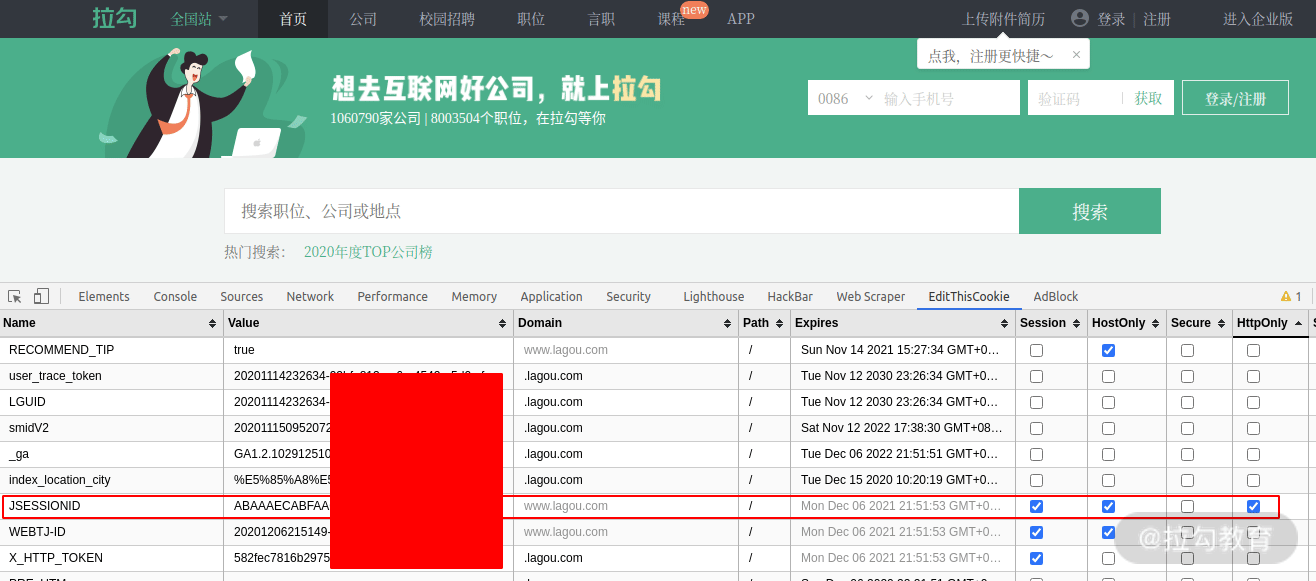 拉勾 全国站 首页 公司 校园招聘 职位 言职 课程 new APP 上传附件简历 登录 | 注册 进入企业版
点我，注册更快捷～ ×
想去互联网好公司，就上拉勾
1060790家公司 | 8003504个职位，在拉勾等你
0086 输入手机号 验证码 获取 登录/注册
搜索职位、公司或地点 搜索
热门搜索： 2020年度TOP公司榜
Elements Console Sources Network Performance Memory Application Security Lighthouse HackBar Web Scraper EditThisCookie AdBlock 1
Name Value Domain Path Expires Session HostOnly Secure HttpOnly
RECOMMEND_TIP true www.lagou.com / Sun Nov 14 2021 15:27:34 GMT+0…
user_trace_token 20201114232634- .lagou.com / Tue Nov 12 2030 23:26:34 GMT+0…
LGUID 20201114232634- .lagou.com / Tue Nov 12 2030 23:26:34 GMT+0…
smidV2 202011150952072 .lagou.com / Sat Nov 12 2022 17:38:30 GMT+08…
_ga GA1.2.102912510 .lagou.com / Tue Dec 06 2022 21:51:51 GMT+0…
index_location_city %E5%85%A8%E5 .lagou.com / Tue Dec 15 2020 10:20:19 GMT+0…
JSESSIONID ABAAAECABFAA www.lagou.com / Mon Dec 06 2021 21:51:53 GMT+0…
WEBTJ-ID 20201206215149- www.lagou.com / Mon Dec 06 2021 21:51:53 GMT+0…
X_HTTP_TOKEN 582fec7816b2975 .lagou.com / Mon Dec 06 2021 21:51:53 GMT+0…
@拉勾教育